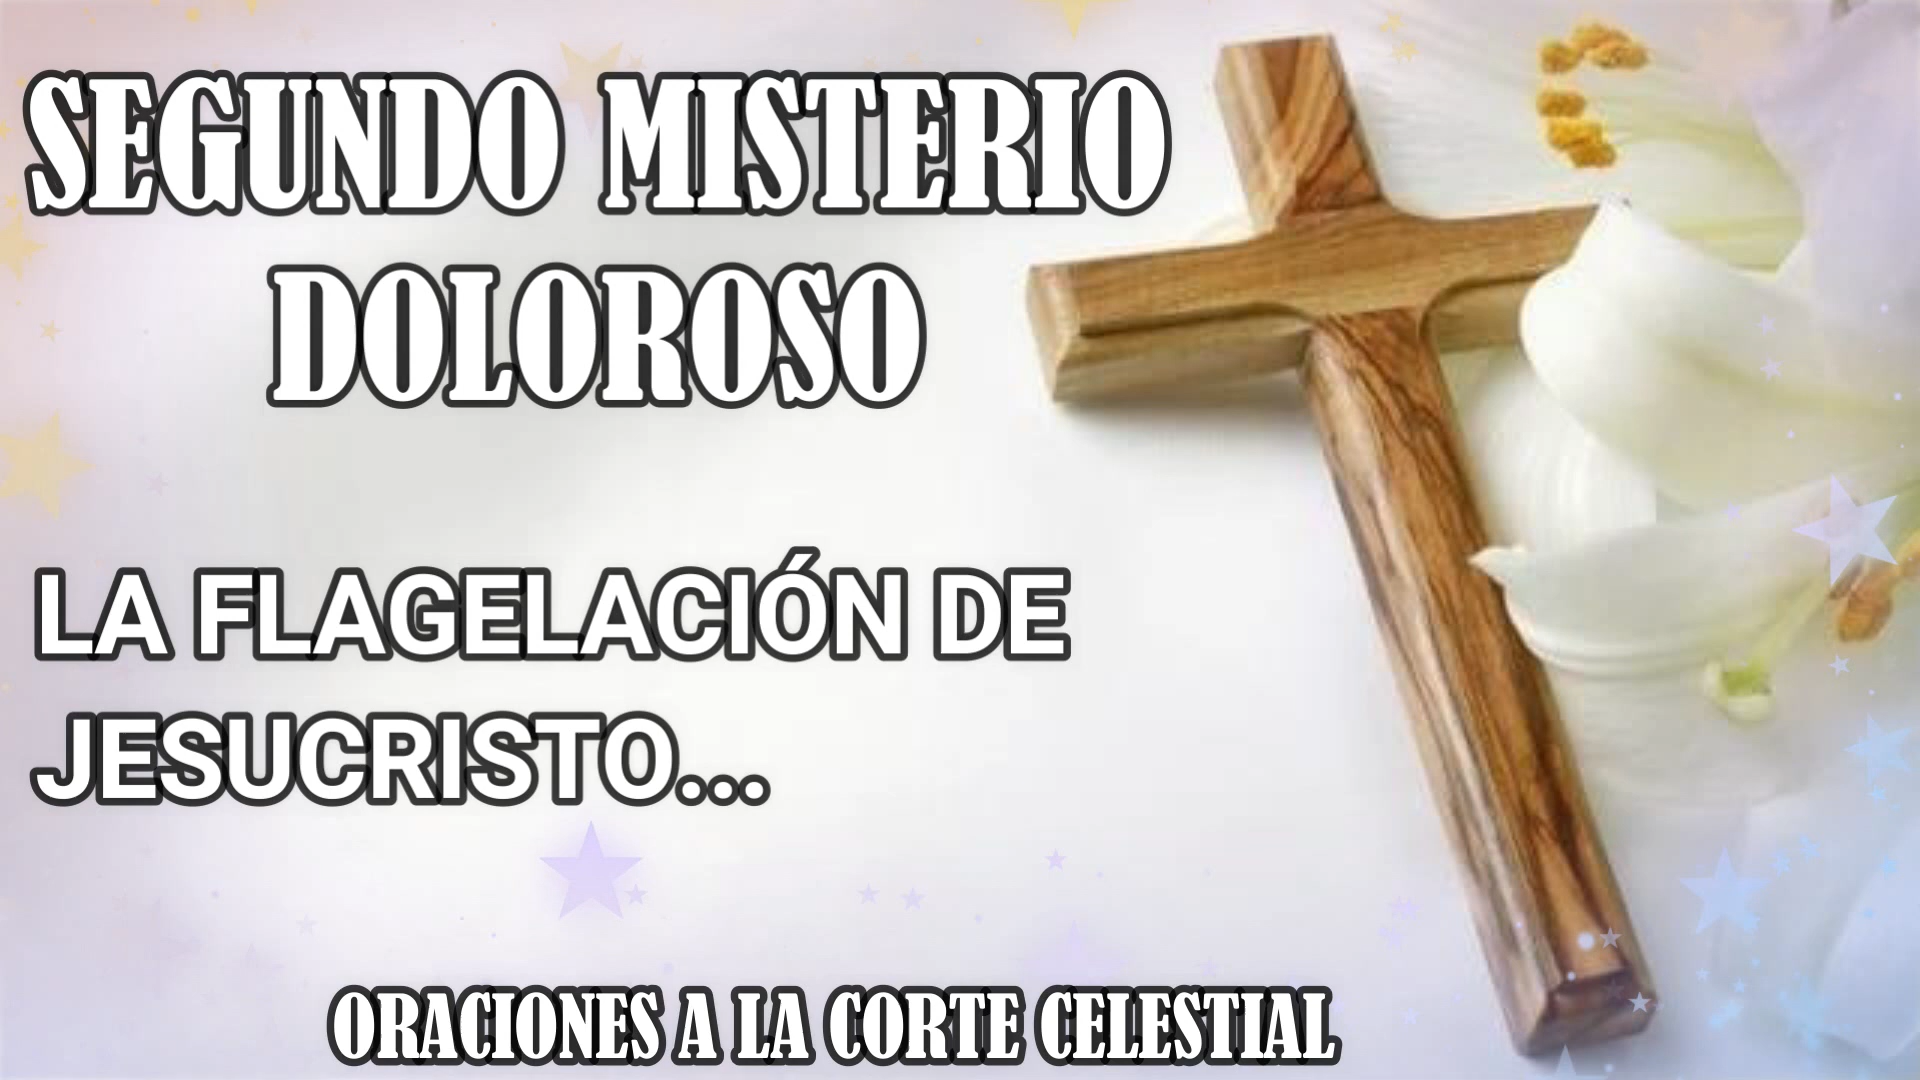 SEGUNDO MISTERIO
DOLOROSO
LA FLAGELACIÓN DE
JESUCRISTO...
ORACIONES A LA CORTE CELESTIAL